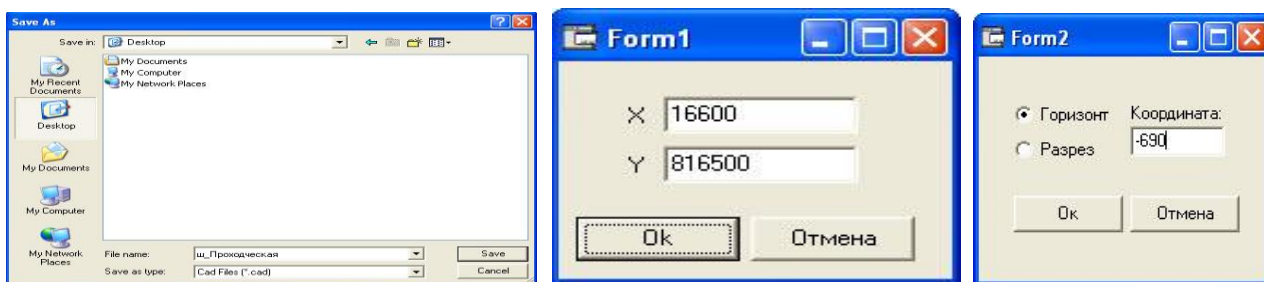 Save As
Save in: Desktop
My Documents
My Computer
My Network Places
My Recent
Documents
Desktop
My Documents
My Computer
My Network
Places
File name: ш_Проходческая Save
Save as type: Cad Files (*.cad) Cancel
Form1
X 16600
Y 816500
Ok Отмена
Form2
Горизонт Координата:
Разрез -690
Ок Отмена